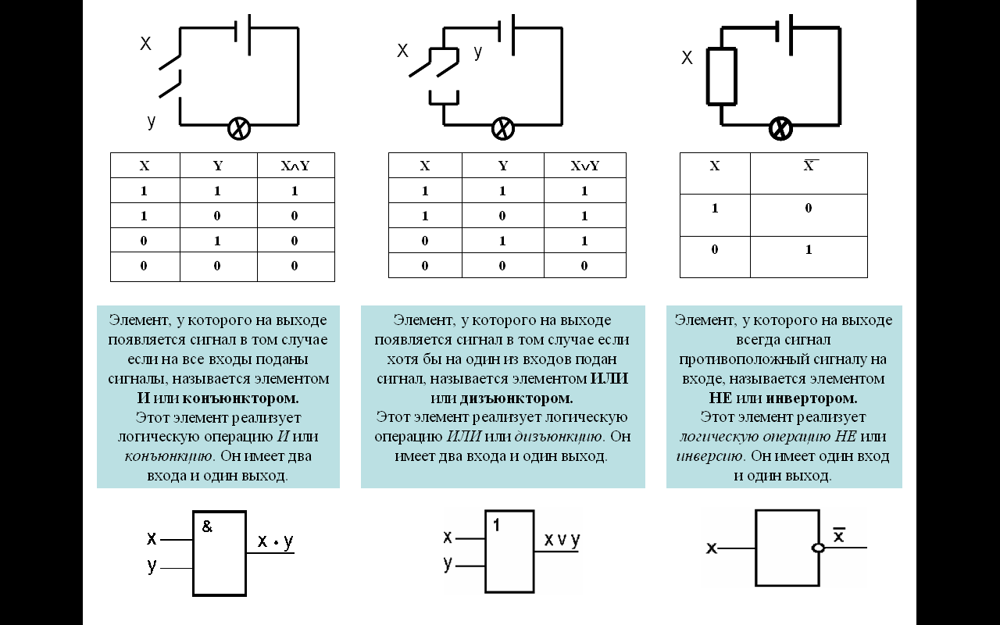 X
y
X
y
X
X Y X∧Y
1 1 1
1 0 0
0 1 0
0 0 0
X Y X∨Y
1 1 1
1 0 1
0 1 1
0 0 0
X X̅
1 0
0 1
Элемент, у которого на выходе
появляется сигнал в том случае
если на все входы поданы
сигналы, называется элементом
И или конъюнктором.
Этот элемент реализует
логическую операцию И или
конъюнкцию. Он имеет два
входа и один выход.
Элемент, у которого на выходе
появляется сигнал в том случае если
хотя бы на один из входов подан
сигнал, называется элементом ИЛИ
или дизъюнктором.
Этот элемент реализует логическую
операцию ИЛИ или дизъюнкцию. Он
имеет два входа и один выход.
Элемент, у которого на выходе
всегда сигнал
противоположный сигналу на
входе, называется элементом
НЕ или инвертором.
Этот элемент реализует
логическую операцию НЕ или
инверсию. Он имеет один вход
и один выход.
&
x
y
x · y
1
x
y
x v y
x
x̅